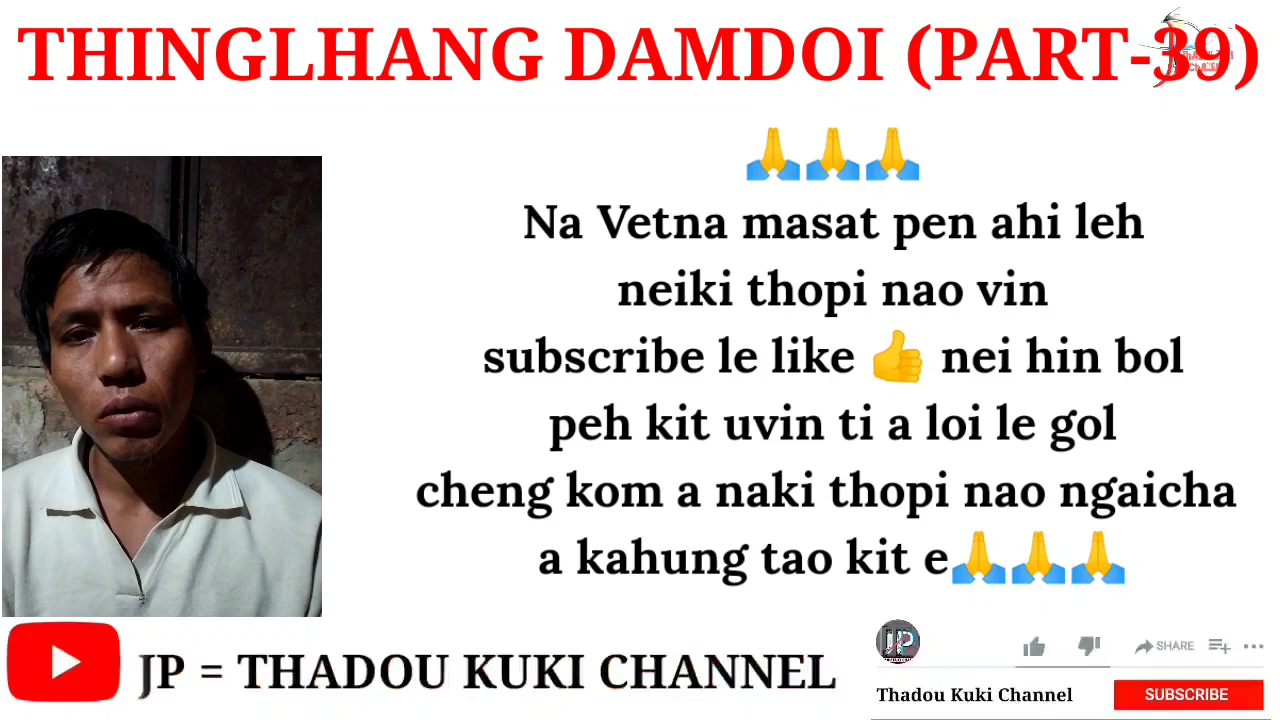 THINGLHANG DAMDOI (PART-39)
🙏🙏🙏
Na Vetna masat pen ahi leh
neiki thopi nao vin
subscribe le like 👍 nei hin bol
peh kit uvin ti a loi le gol
cheng kom a naki thopi nao ngaicha
a kahung tao kit e🙏🙏🙏
JP = THADOU KUKI CHANNEL
JP
SHARE
Thadou Kuki Channel
SUBSCRIBE